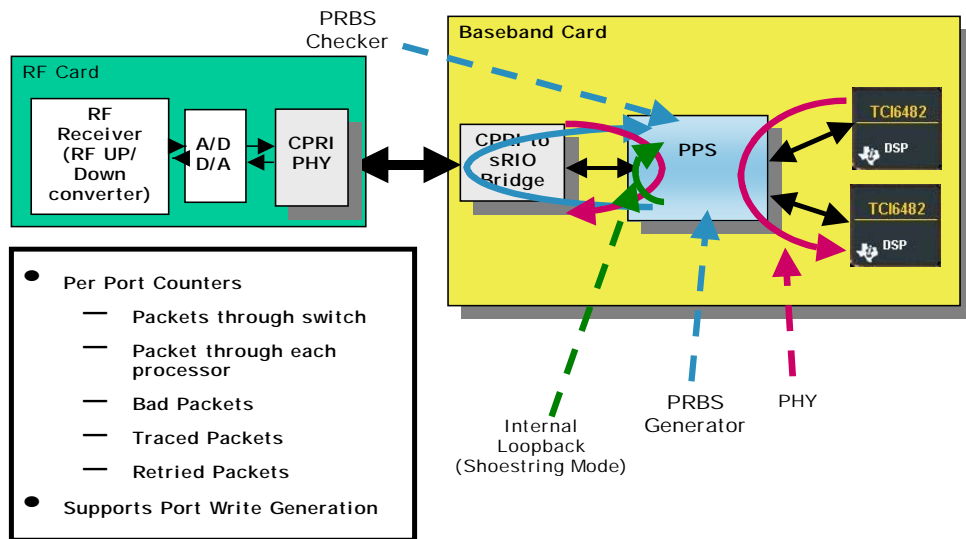 PRBS
Checker
RF Card
RF
Receiver
(RF UP/
Down
converter)
A/D
D/A
CPRI
PHY
Baseband Card
CPRI to
sRIO
Bridge
PPS
TCI6482
DSP
TCI6482
DSP
Internal
Loopback
(Shoestring Mode)
PRBS
Generator
PHY
• Per Port Counters
— Packets through switch
— Packet through each
processor
— Bad Packets
— Traced Packets
— Retried Packets
• Supports Port Write Generation